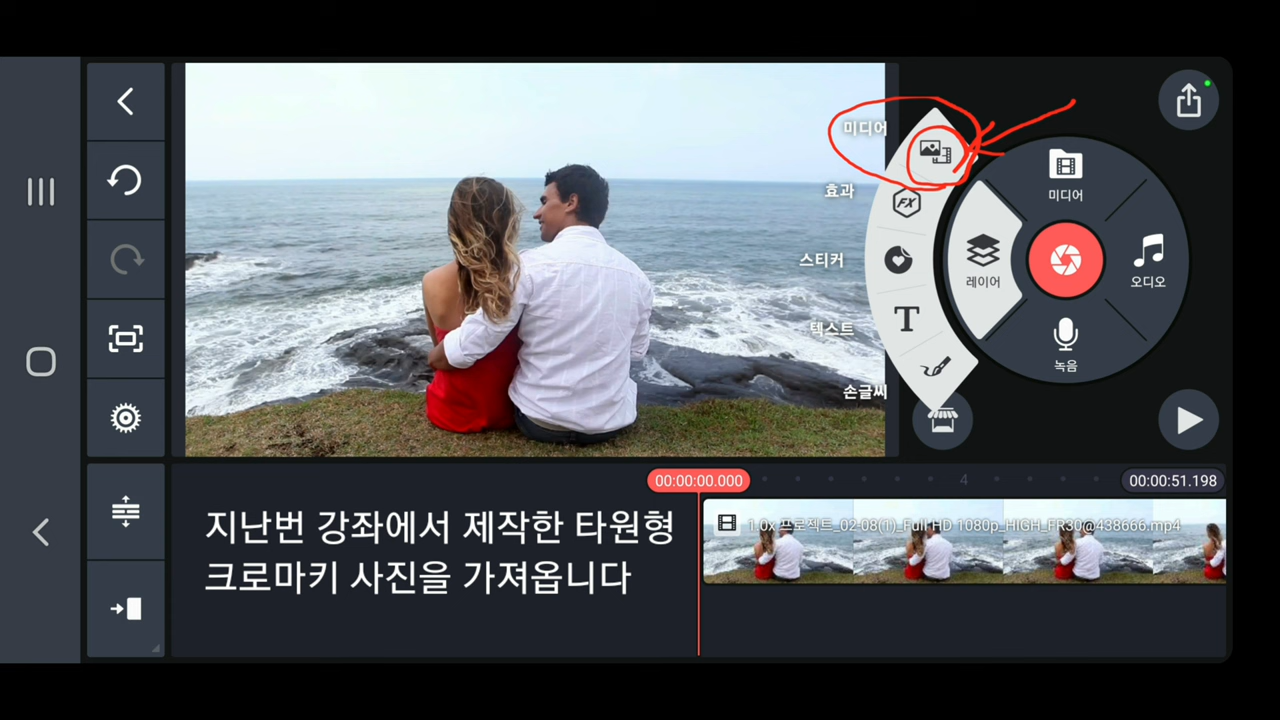 미디어
효과
FX
스티커
텍스트
T
손글씨
미디어
레이어
오디오
녹음
00:00:00.000
4
00:00:51.198
1.0x 프로젝트_02-08(1)_Full HD 1080p_HIGH_FR30@438666.mp4
지난번 강좌에서 제작한 타원형
크로마키 사진을 가져옵니다